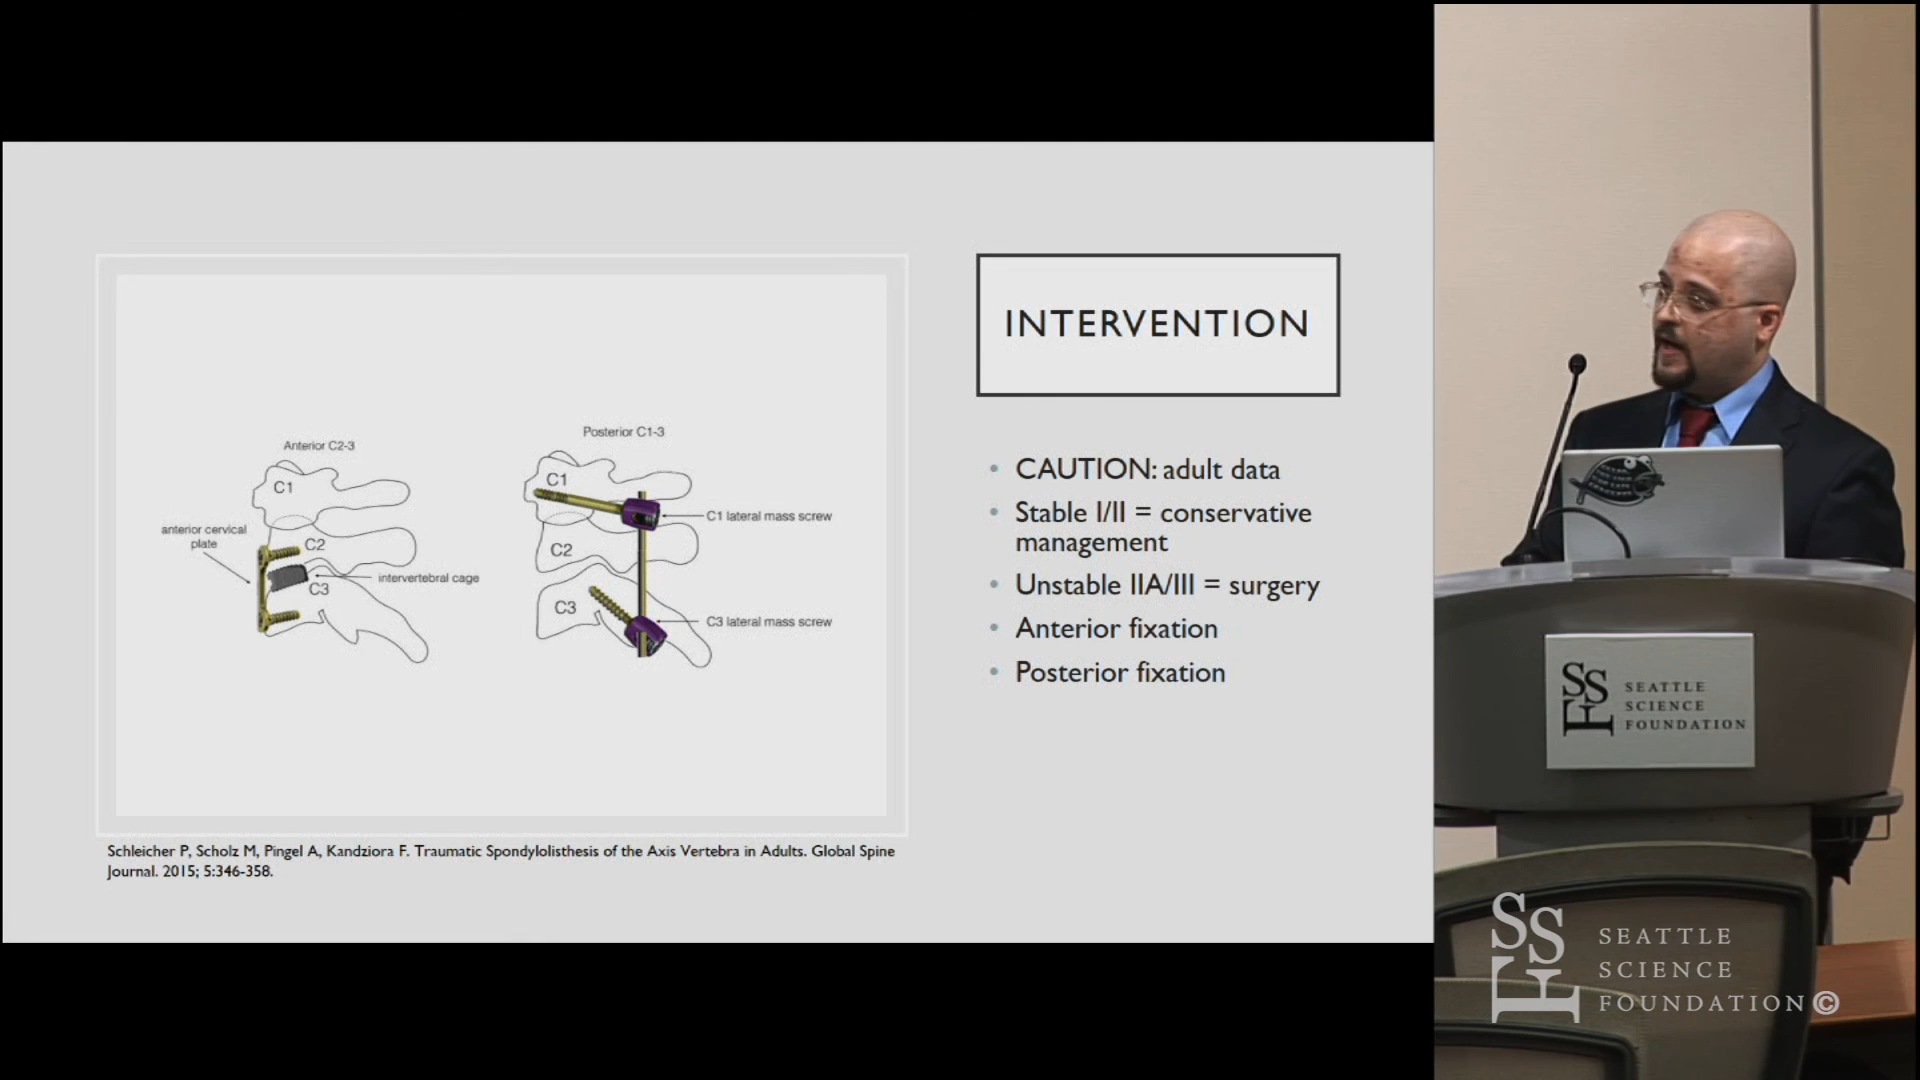 INTERVENTION
Anterior C2-3
C1
anterior cervical
plate
C2
intervertebral cage
C3
Posterior C1-3
C1
C1 lateral mass screw
C2
C3
C3 lateral mass screw
• CAUTION: adult data
• Stable I/II = conservative
management
• Unstable IIA/III = surgery
• Anterior fixation
• Posterior fixation
Schleicher P, Scholz M, Pingel A, Kandziora F. Traumatic Spondylolisthesis of the Axis Vertebra in Adults. Global Spine
Journal. 2015; 5:346-358.
SSF
SEATTLE
SCIENCE
FOUNDATION
SSF
SEATTLE
SCIENCE
FOUNDATION©